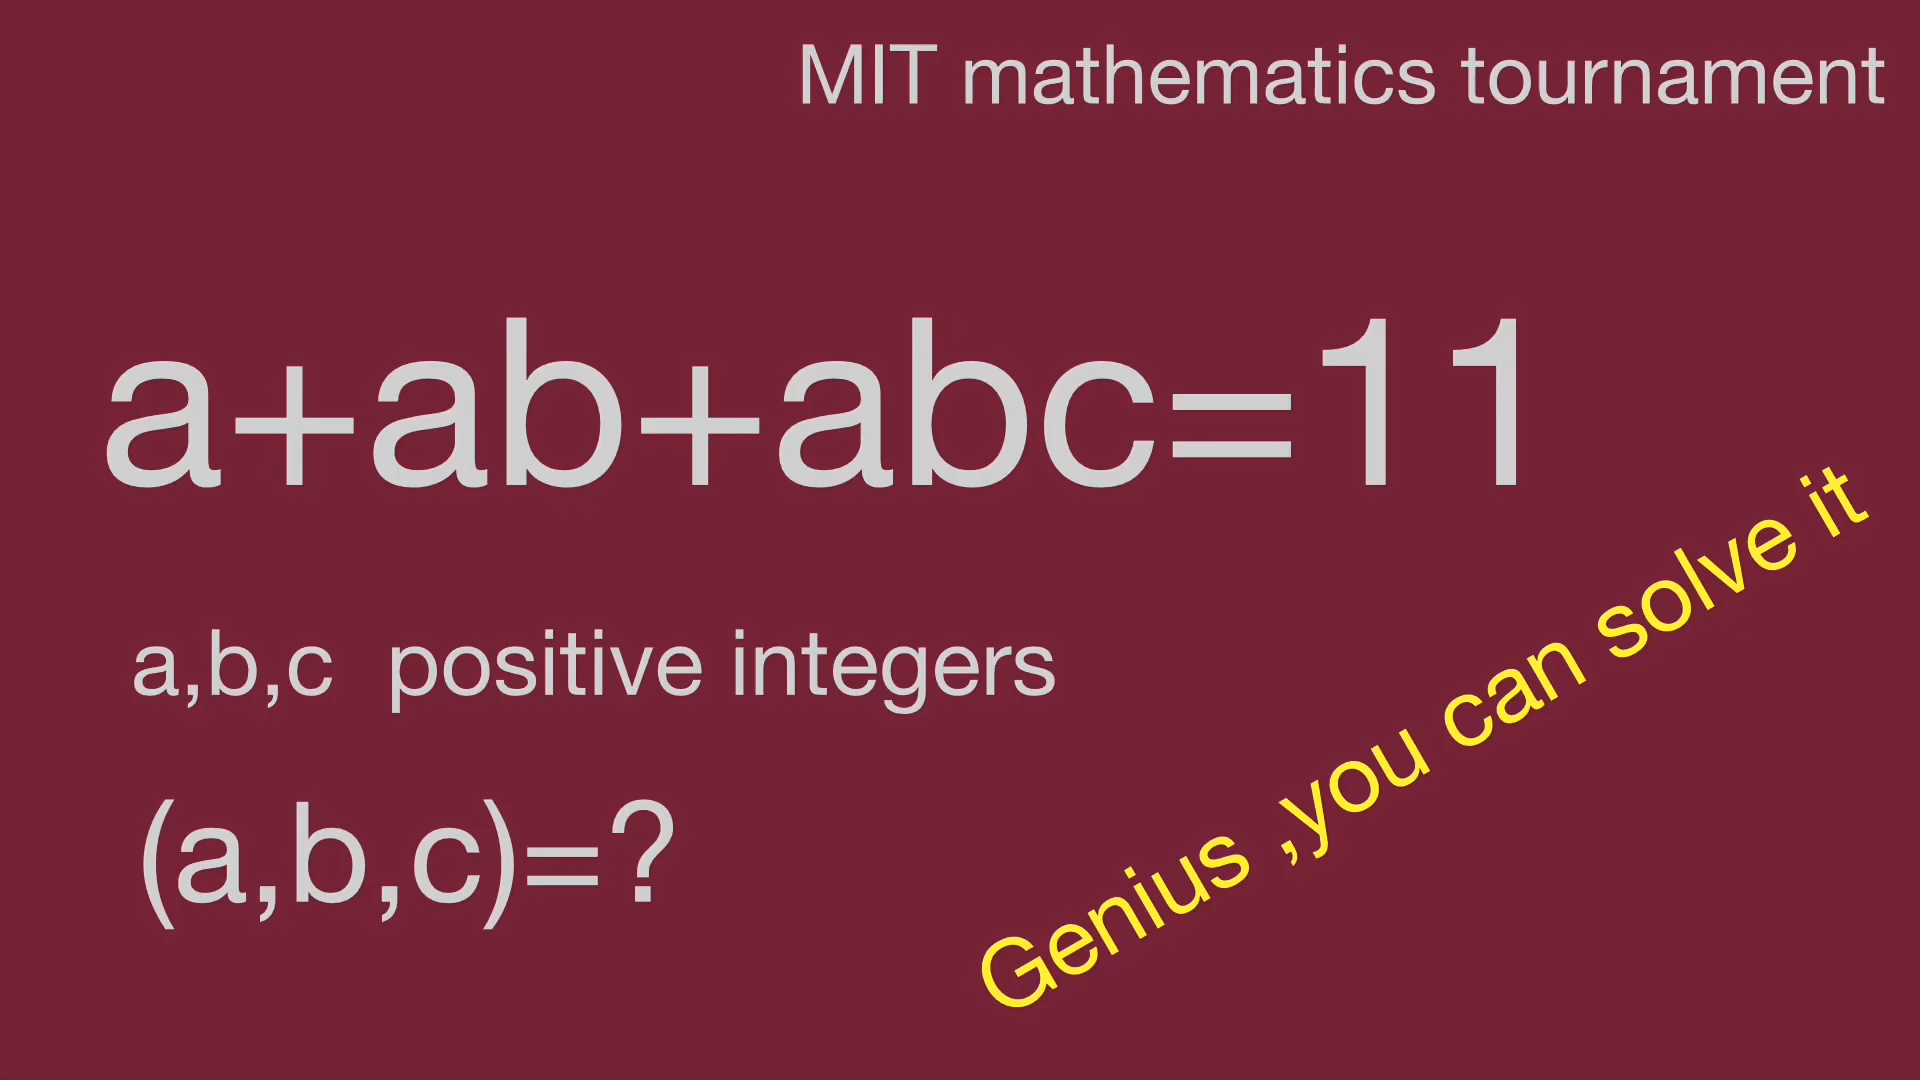 MIT mathematics tournament
a+ab+abc=11
a,b,c  positive integers
(a,b,c)=?
Genius ,you can solve it